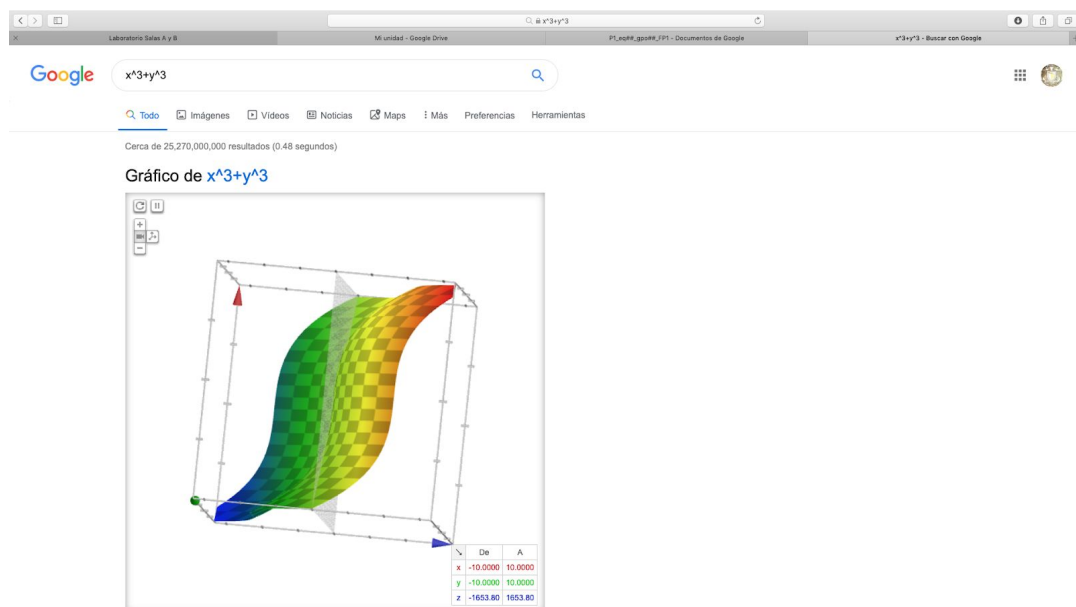 x^3+y^3
Laboratorio Salas A y B
Mi unidad - Google Drive
P1_eq##_gpo##_FP1 - Documentos de Google
x^3+y^3 - Buscar con Google
Google
x^3+y^3
Todo Imágenes Vídeos Noticias Maps Más Preferencias Herramientas
Cerca de 25,270,000,000 resultados (0.48 segundos)
Gráfico de x^3+y^3
De A
x -10.0000 10.0000
y -10.0000 10.0000
z -1653.80 1653.80